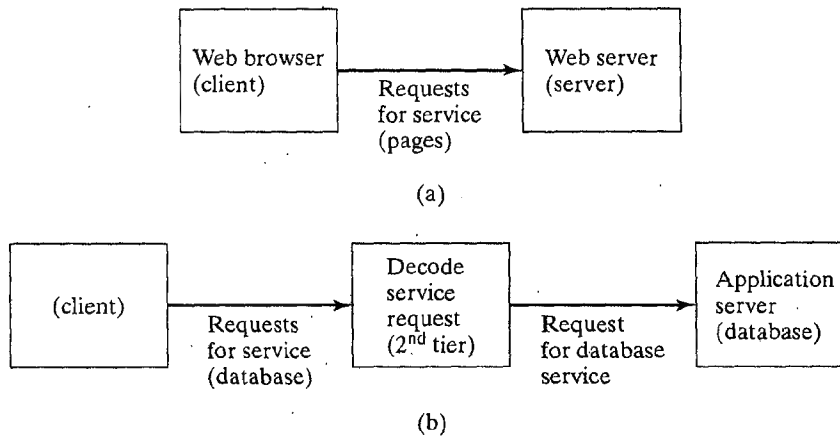 Web browser
(client)
Requests
for service
(pages)
Web server
(server)
(a)
(client)
Requests
for service
(database)
Decode
service
request
(2nd tier)
Request
for database
service
Application
server
(database)
(b)